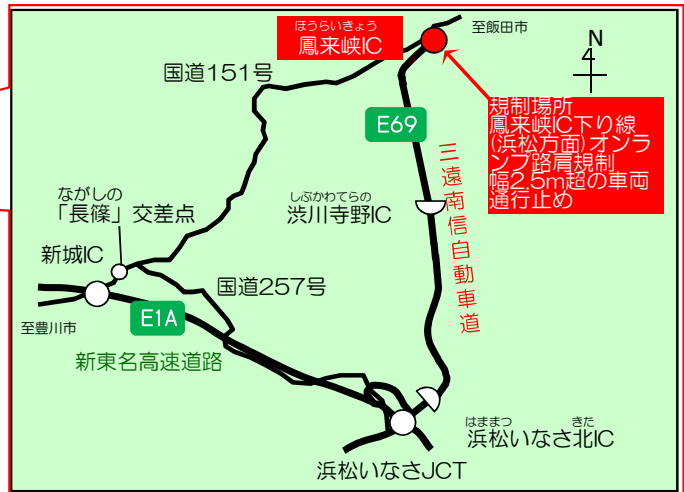 ほうらいきょう
鳳来峡IC
至飯田市
N
国道151号
E69
規制場所
鳳来峡IC下り線
(浜松方面)オンラ
ンプ路肩規制
幅2.5m超の車両
通行止め
三遠南信自動車道
しぶかわてらの
渋川寺野IC
ながしの
「長篠」交差点
新城IC
国道257号
E1A
至豊川市
新東名高速道路
はままつ きた
浜松いなさ北IC
浜松いなさJCT